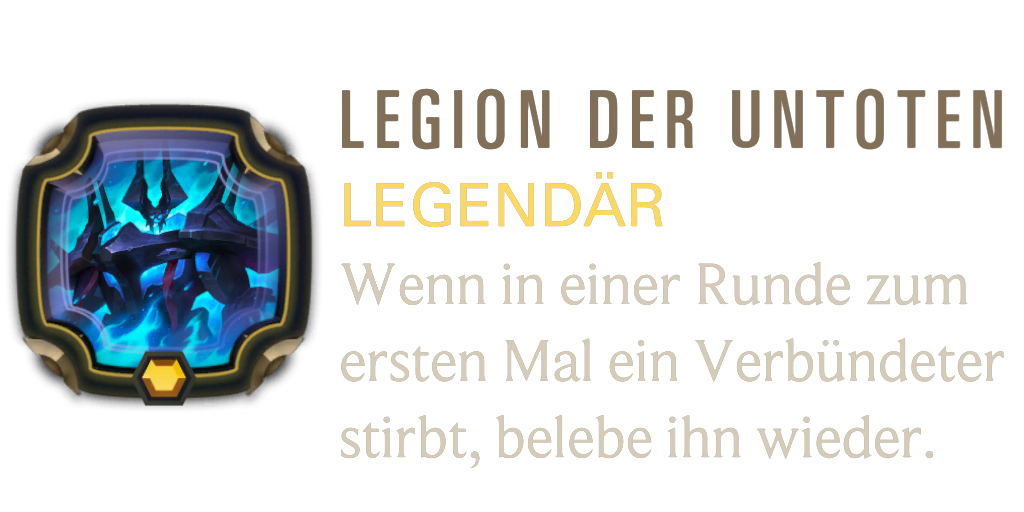 LEGION DER UNTOTEN
LEGENDÄR
Wenn in einer Runde zum
ersten Mal ein Verbündeter
stirbt, belebe ihn wieder.